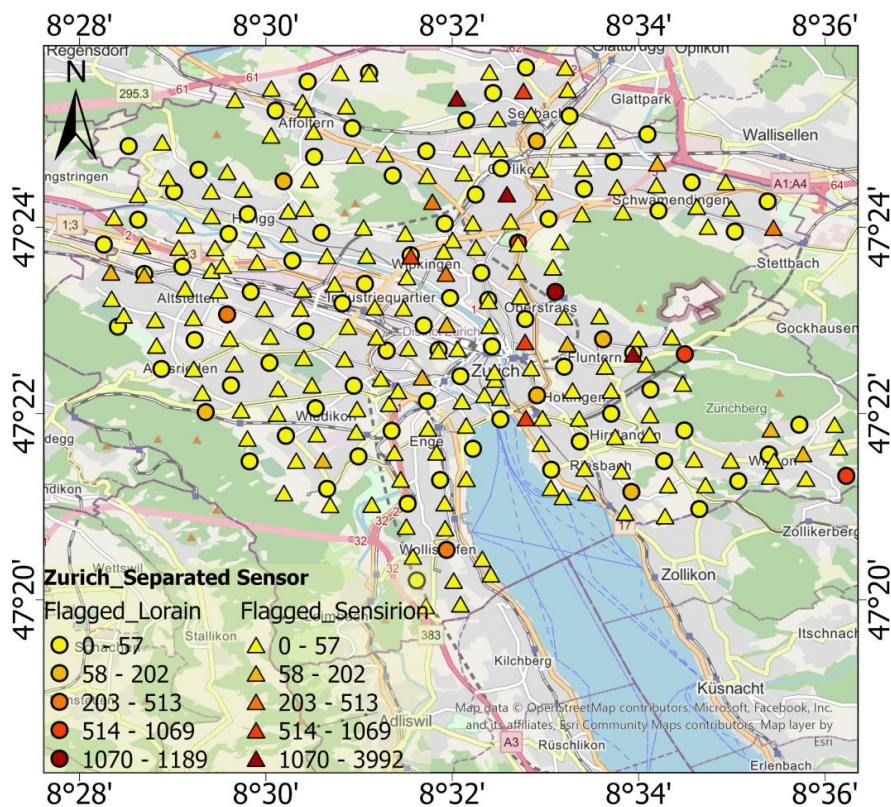 8°28' 8°30' 8°32' 8°34' 8°36'
Regensdorf
62
Glattbrugg Opfikon
N
61
61
295.3
Glattpark
Affoltern
Seebach
Wallisellen
A1;A4
64
Schwamendingen
47°24'
1;3
Höngg
3
Stettbach
Wipkingen
Altstetten
Industriequartier
Oberstrass
Gockhausen
Zurich
Fluntern
47°22'
Hottingen
Zürichberg
Wiedikon
Enge
Hirslanden
Riesbach
32
17
Zollikerberg
32
Wollishofen
Zollikon
47°20'
Zurich_Separated Sensor
Wettswil
Flagged_Lorain Flagged_Sensirion
0 - 57 0 - 57
383
Stallikon
Itschnach
58 - 202 58 - 202
Kilchberg
203 - 513 203 - 513
Küsnacht
514 - 1069 514 - 1069
Adliswil
Map data © OpenStreetMap contributors, Microsoft, Facebook, Inc.
and its affiliates, Esri Community Maps contributors, Map layer by
Esri
1070 - 1189 1070 - 3992
A3
Rüschlikon
Erlenbach
8°28' 8°30' 8°32' 8°34' 8°36'
47°24'
47°22'
47°20'